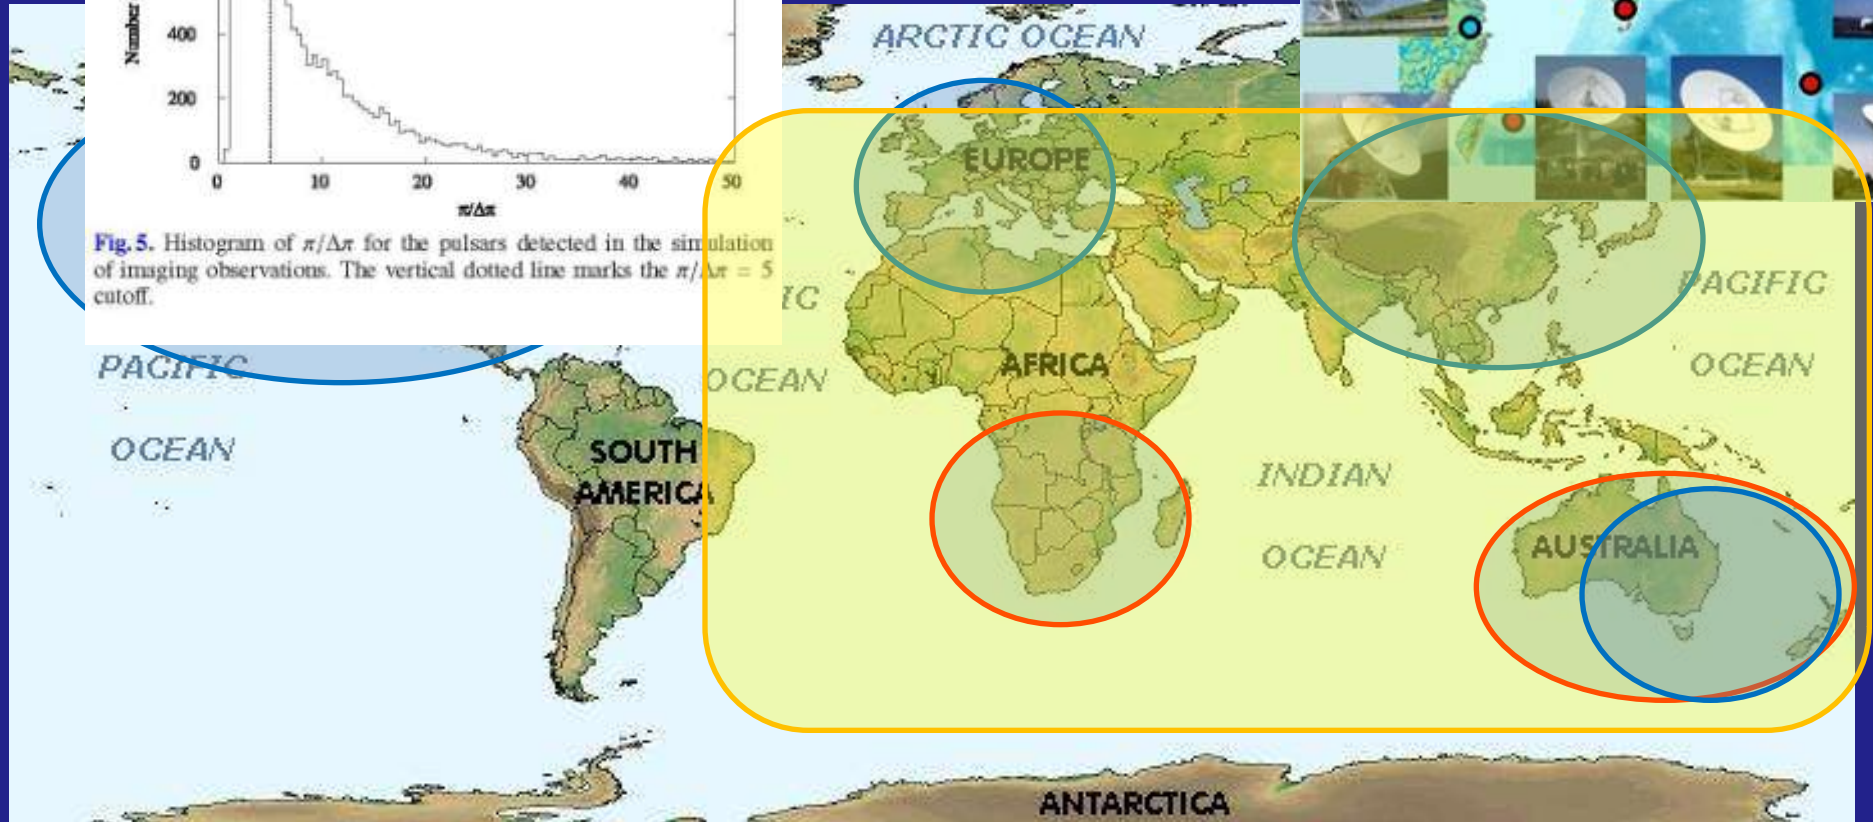 Number
400
200
0
0 10 20 30 40 50
π/Δπ
Fig. 5. Histogram of π/Δπ for the pulsars detected in the simulation
of imaging observations. The vertical dotted line marks the π/Δπ = 5
cutoff.
ARCTIC OCEAN
EUROPE
IC
OCEAN
AFRICA
PACIFIC
OCEAN
PACIFIC
OCEAN
SOUTH
AMERICA
INDIAN
OCEAN
AUSTRALIA
ANTARCTICA